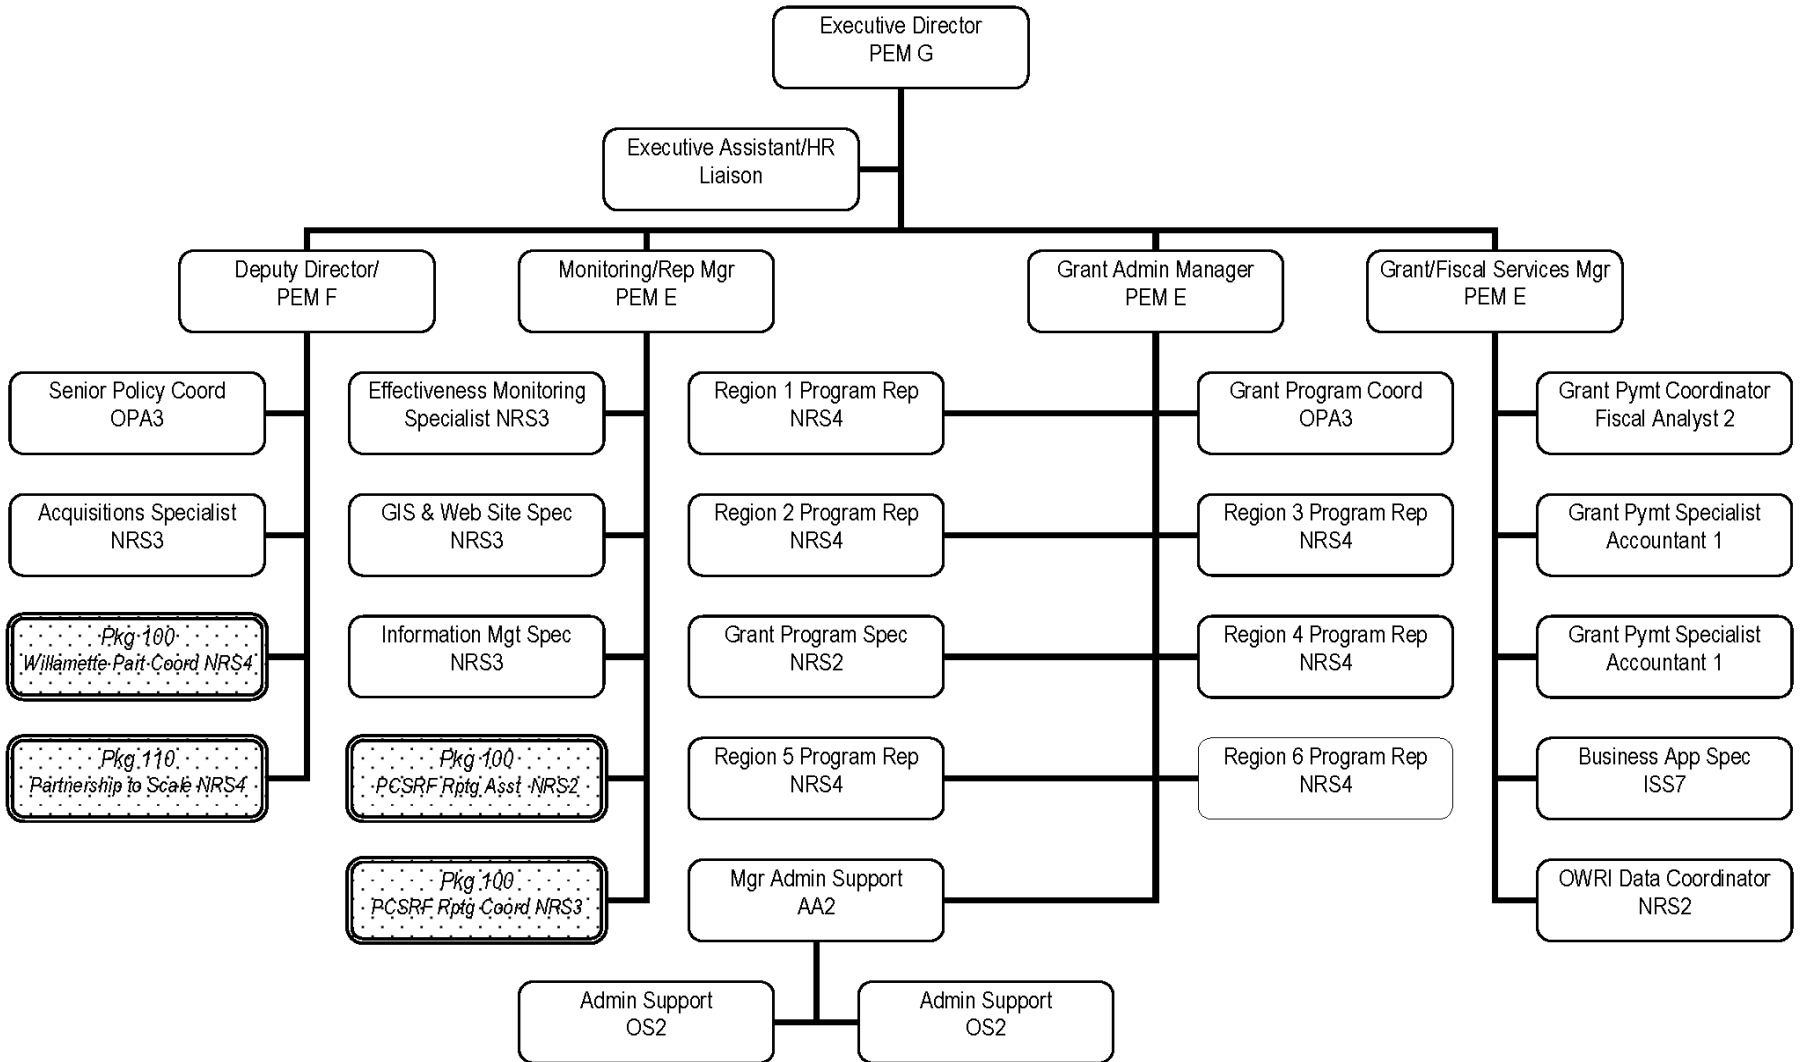 Executive Director
PEM G
Executive Assistant/HR
Liaison
Deputy Director/
PEM F
Monitoring/Rep Mgr
PEM E
Grant Admin Manager
PEM E
Grant/Fiscal Services Mgr
PEM E
Senior Policy Coord
OPA3
Effectiveness Monitoring
Specialist NRS3
Region 1 Program Rep
NRS4
Grant Program Coord
OPA3
Grant Pymt Coordinator
Fiscal Analyst 2
Acquisitions Specialist
NRS3
GIS & Web Site Spec
NRS3
Region 2 Program Rep
NRS4
Region 3 Program Rep
NRS4
Grant Pymt Specialist
Accountant 1
Pkg 100
Willamette Part Coord NRS4
Information Mgt Spec
NRS3
Grant Program Spec
NRS2
Region 4 Program Rep
NRS4
Grant Pymt Specialist
Accountant 1
Pkg 110
Partnership to Scale NRS4
Pkg 100
PCSRF Rptg Asst NRS2
Region 5 Program Rep
NRS4
Region 6 Program Rep
NRS4
Business App Spec
ISS7
Pkg 100
PCSRF Rptg Coord NRS3
Mgr Admin Support
AA2
OWRI Data Coordinator
NRS2
Admin Support
OS2
Admin Support
OS2